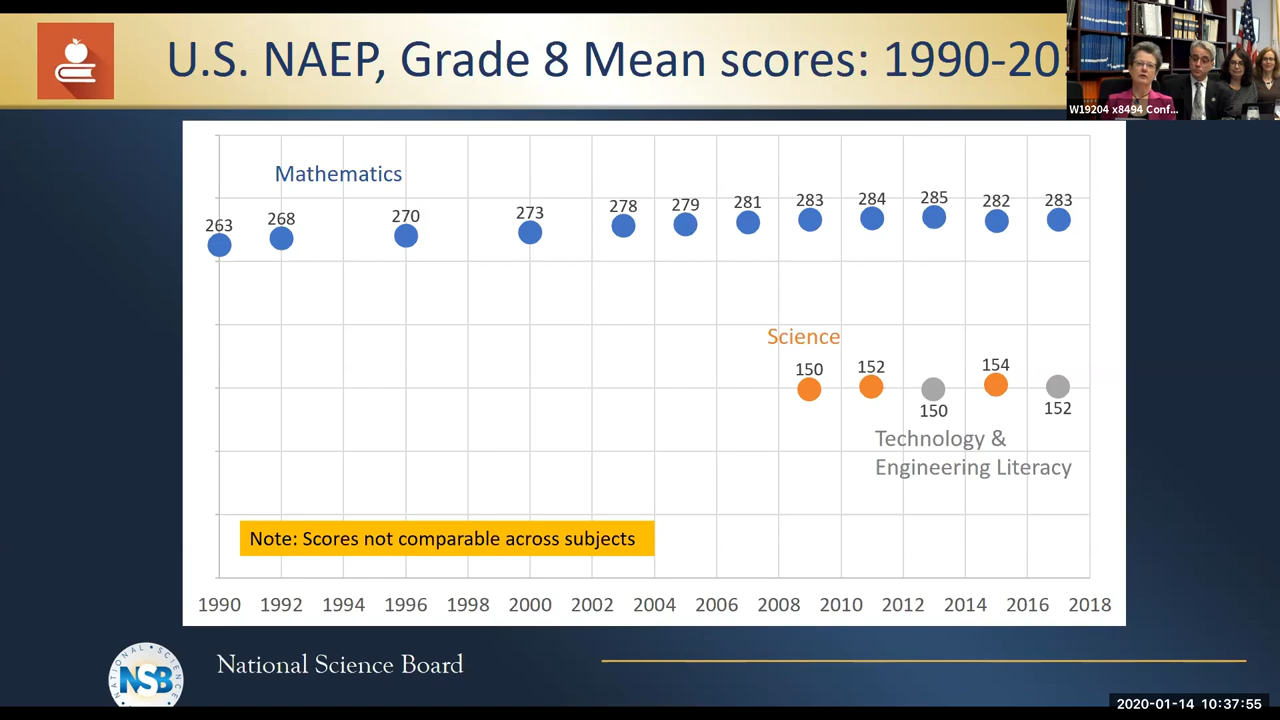 U.S. NAEP, Grade 8 Mean scores: 1990-20
W19204 x8494 Conf...
Mathematics
263 268 270 273 278 279 281 283 284 285 282 283
Science
150 152 154
150 152
Technology &
Engineering Literacy
Note: Scores not comparable across subjects
1990 1992 1994 1996 1998 2000 2002 2004 2006 2008 2010 2012 2014 2016 2018
NATIONAL SCIENCE
NSB
National Science Board
2020-01-14 10:37:55